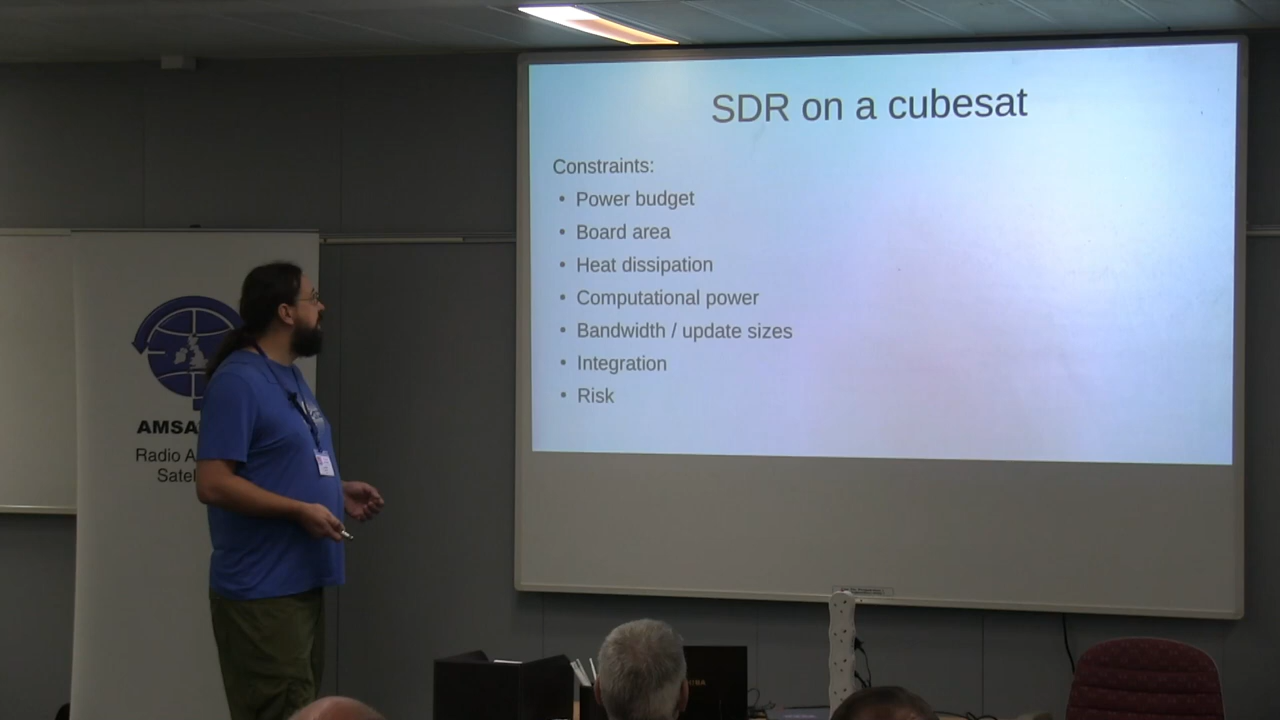 SDR on a cubesat
Constraints:
• Power budget
• Board area
• Heat dissipation
• Computational power
• Bandwidth / update sizes
• Integration
• Risk
AMSA
Radio A
Satel